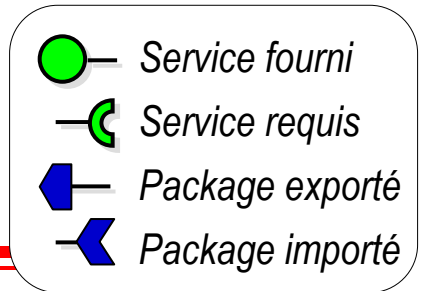 Service fourni
Service requis
Package exporté
Package importé